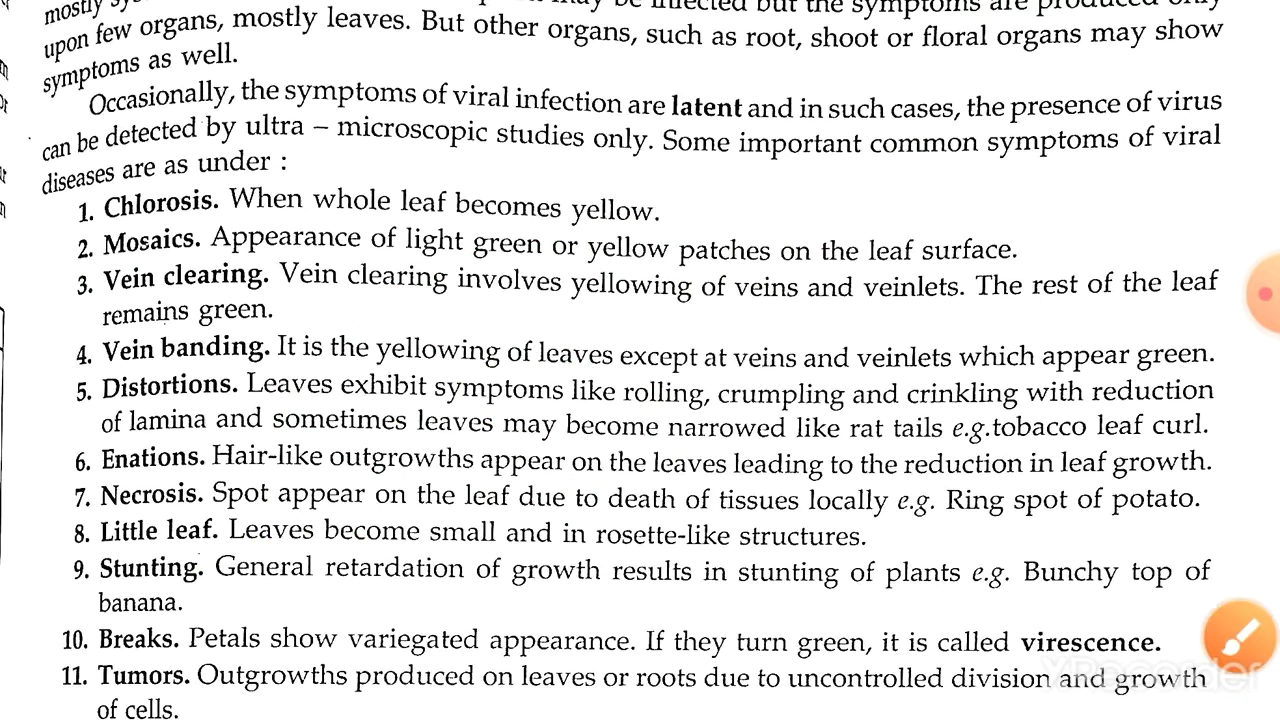 upon few organs, mostly leaves. But other organs, such as root, shoot or floral organs may show
symptoms as well.
Occasionally, the symptoms of viral infection are latent and in such cases, the presence of virus
can be detected by ultra – microscopic studies only. Some important common symptoms of viral
diseases are as under :
1. Chlorosis. When whole leaf becomes yellow.
2. Mosaics. Appearance of light green or yellow patches on the leaf surface.
3. Vein clearing. Vein clearing involves yellowing of veins and veinlets. The rest of the leaf
remains green.
4. Vein banding. It is the yellowing of leaves except at veins and veinlets which appear green.
5. Distortions. Leaves exhibit symptoms like rolling, crumpling and crinkling with reduction
of lamina and sometimes leaves may become narrowed like rat tails e.g.tobacco leaf curl.
6. Enations. Hair-like outgrowths appear on the leaves leading to the reduction in leaf growth.
7. Necrosis. Spot appear on the leaf due to death of tissues locally e.g. Ring spot of potato.
8. Little leaf. Leaves become small and in rosette-like structures.
9. Stunting. General retardation of growth results in stunting of plants e.g. Bunchy top of
banana.
10. Breaks. Petals show variegated appearance. If they turn green, it is called virescence.
11. Tumors. Outgrowths produced on leaves or roots due to uncontrolled division and growth
of cells.
XRecorder